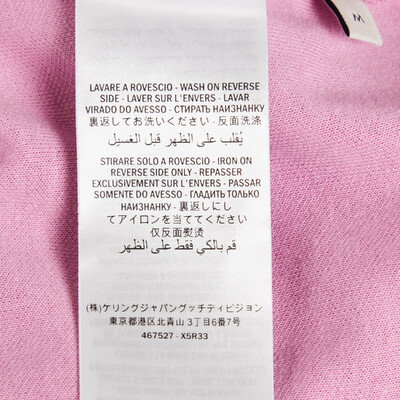 M
LAVARE A ROVESCIO - WASH ON REVERSE
SIDE - LAVER SUR L'ENVERS - LAVAR
VIRADO DO AVESSO - СТИРАТЬ НАИЗНАНКУ
裏返してお洗いください - 反面洗涤
يُقلب على الظهر قبل الغسيل
STIRARE SOLO A ROVESCIO - IRON ON
REVERSE SIDE ONLY - REPASSER
EXCLUSIVEMENT SUR L'ENVERS - PASSAR
SOMENTE DO AVESSO - ГЛАДИТЬ ТОЛЬКО
НАИЗНАНКУ - 裏返しにし
てアイロンを当ててください
仅反面熨烫
قم بالكي فقط على الظهر
(株)ケリングジャパングッチディビジョン
東京都港区北青山 3丁目6番7号
467527 - X5R33